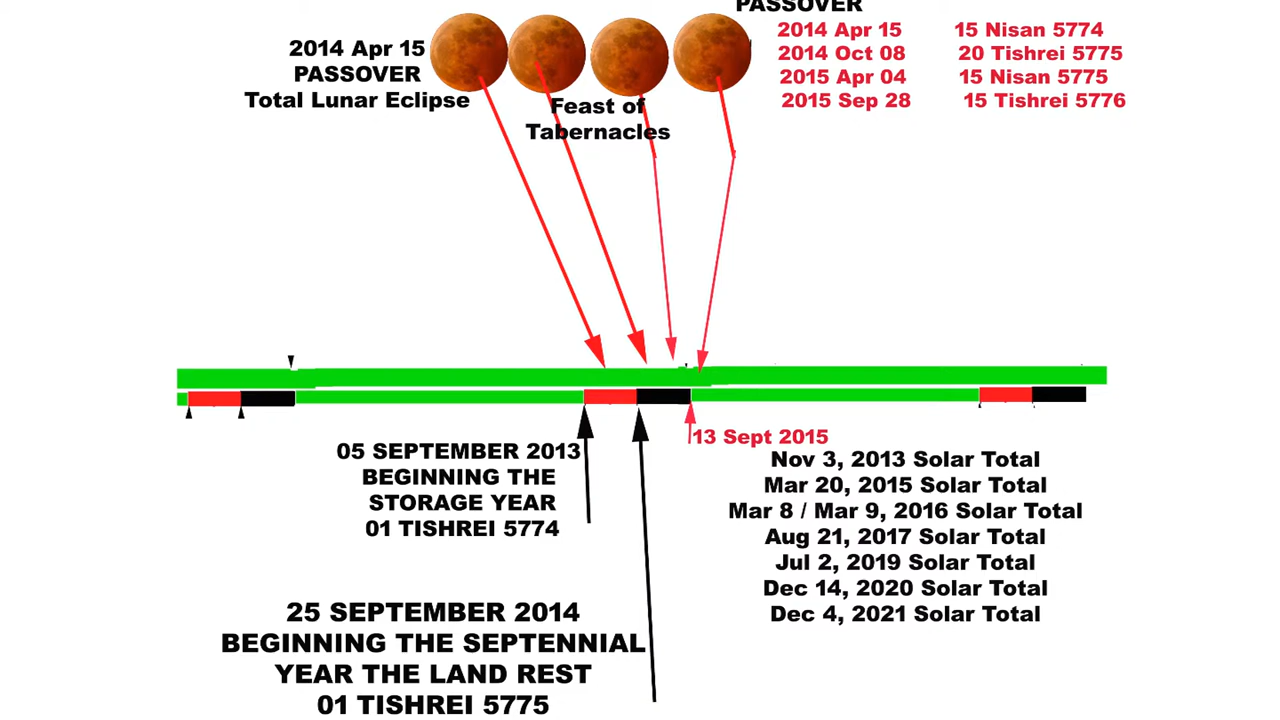 PASSOVER
2014 Apr 15 15 Nisan 5774
2014 Oct 08 20 Tishrei 5775
2015 Apr 04 15 Nisan 5775
2015 Sep 28 15 Tishrei 5776
2014 Apr 15
PASSOVER
Total Lunar Eclipse
Feast of
Tabernacles
13 Sept 2015
05 SEPTEMBER 2013
BEGINNING THE
STORAGE YEAR
01 TISHREI 5774
Nov 3, 2013 Solar Total
Mar 20, 2015 Solar Total
Mar 8 / Mar 9, 2016 Solar Total
Aug 21, 2017 Solar Total
Jul 2, 2019 Solar Total
Dec 14, 2020 Solar Total
Dec 4, 2021 Solar Total
25 SEPTEMBER 2014
BEGINNING THE SEPTENNIAL
YEAR THE LAND REST
01 TISHREI 5775